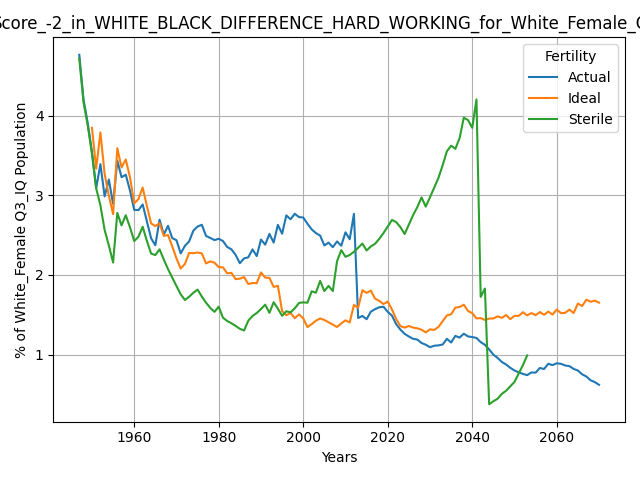 Score_-2_in_WHITE_BLACK_DIFFERENCE_HARD_WORKING_for_White_Female_
% of White_Female Q3_IQ Population
Fertility
Actual
Ideal
Sterile
4
3
2
1
1960 1980 2000 2020 2040 2060
Years